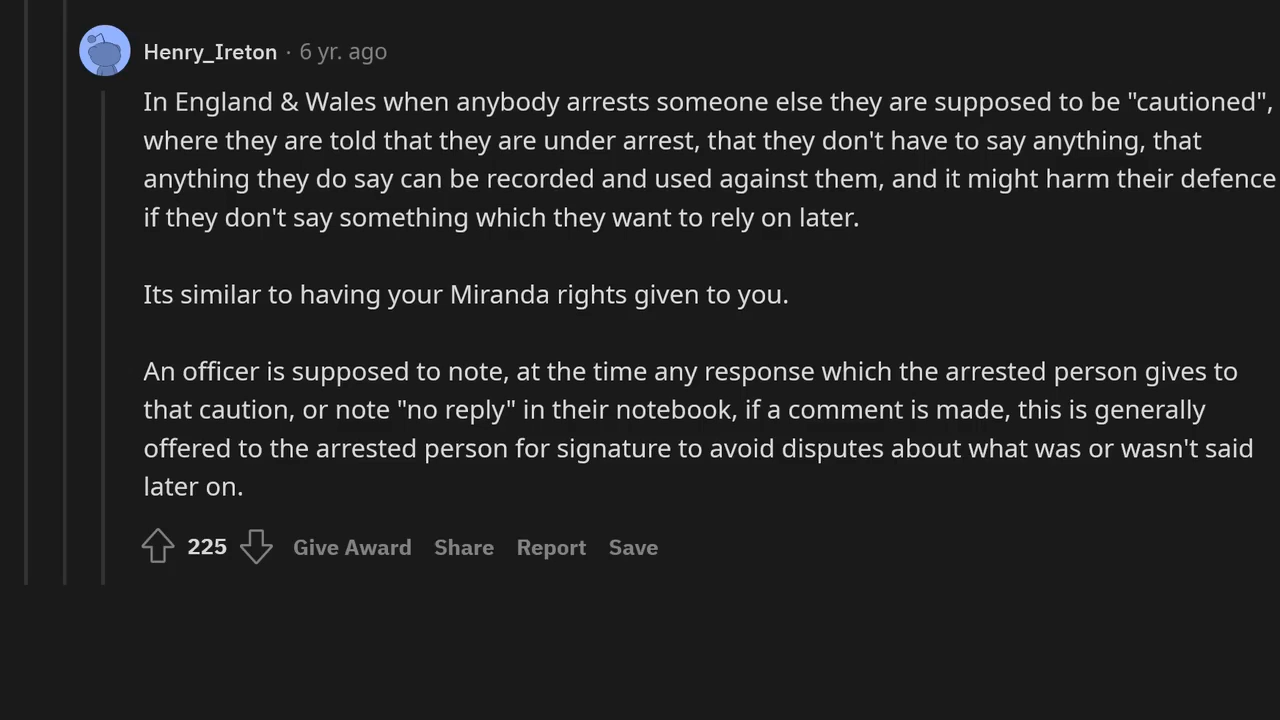 Henry_Ireton · 6 yr. ago
In England & Wales when anybody arrests someone else they are supposed to be "cautioned",
where they are told that they are under arrest, that they don't have to say anything, that
anything they do say can be recorded and used against them, and it might harm their defence
if they don't say something which they want to rely on later.
Its similar to having your Miranda rights given to you.
An officer is supposed to note, at the time any response which the arrested person gives to
that caution, or note "no reply" in their notebook, if a comment is made, this is generally
offered to the arrested person for signature to avoid disputes about what was or wasn't said
later on.
225 Give Award Share Report Save